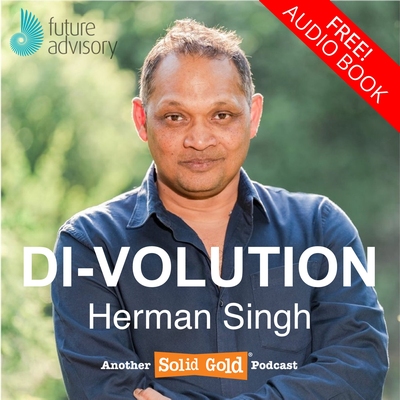 future
advisory
FREE!
AUDIO BOOK
DI-VOLUTION
Herman Singh
Another Solid Gold® Podcast